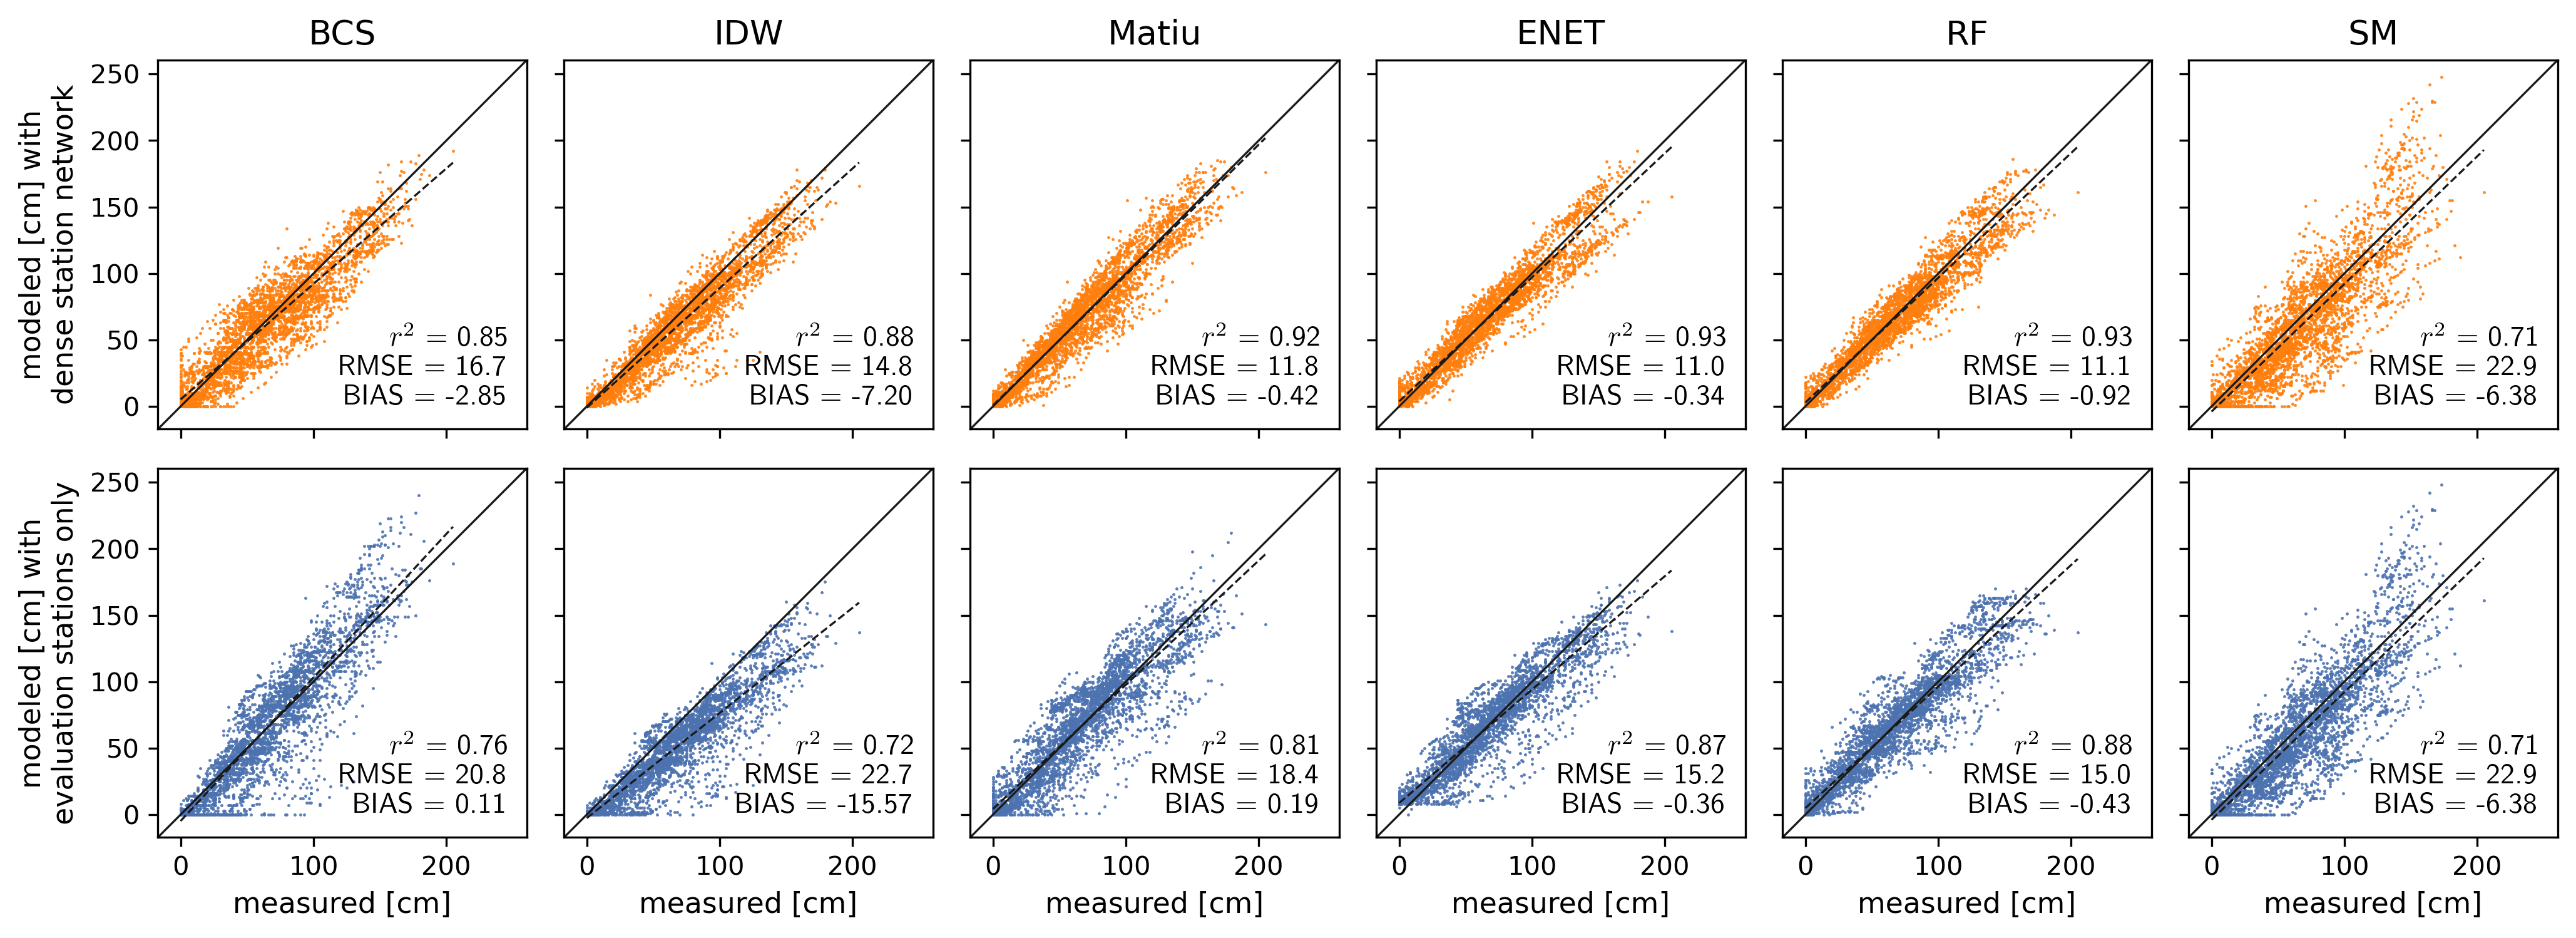 BCS IDW Matiu ENET RF SM
modeled [cm] with
dense station network
250
200
150
100
50
0
r² = 0.85
RMSE = 16.7
BIAS = -2.85
r² = 0.88
RMSE = 14.8
BIAS = -7.20
r² = 0.92
RMSE = 11.8
BIAS = -0.42
r² = 0.93
RMSE = 11.0
BIAS = -0.34
r² = 0.93
RMSE = 11.1
BIAS = -0.92
r² = 0.71
RMSE = 22.9
BIAS = -6.38
modeled [cm] with
evaluation stations only
250
200
150
100
50
0
r² = 0.76
RMSE = 20.8
BIAS = 0.11
r² = 0.72
RMSE = 22.7
BIAS = -15.57
r² = 0.81
RMSE = 18.4
BIAS = 0.19
r² = 0.87
RMSE = 15.2
BIAS = -0.36
r² = 0.88
RMSE = 15.0
BIAS = -0.43
r² = 0.71
RMSE = 22.9
BIAS = -6.38
0 100 200 0 100 200 0 100 200 0 100 200 0 100 200 0 100 200
measured [cm] measured [cm] measured [cm] measured [cm] measured [cm] measured [cm]